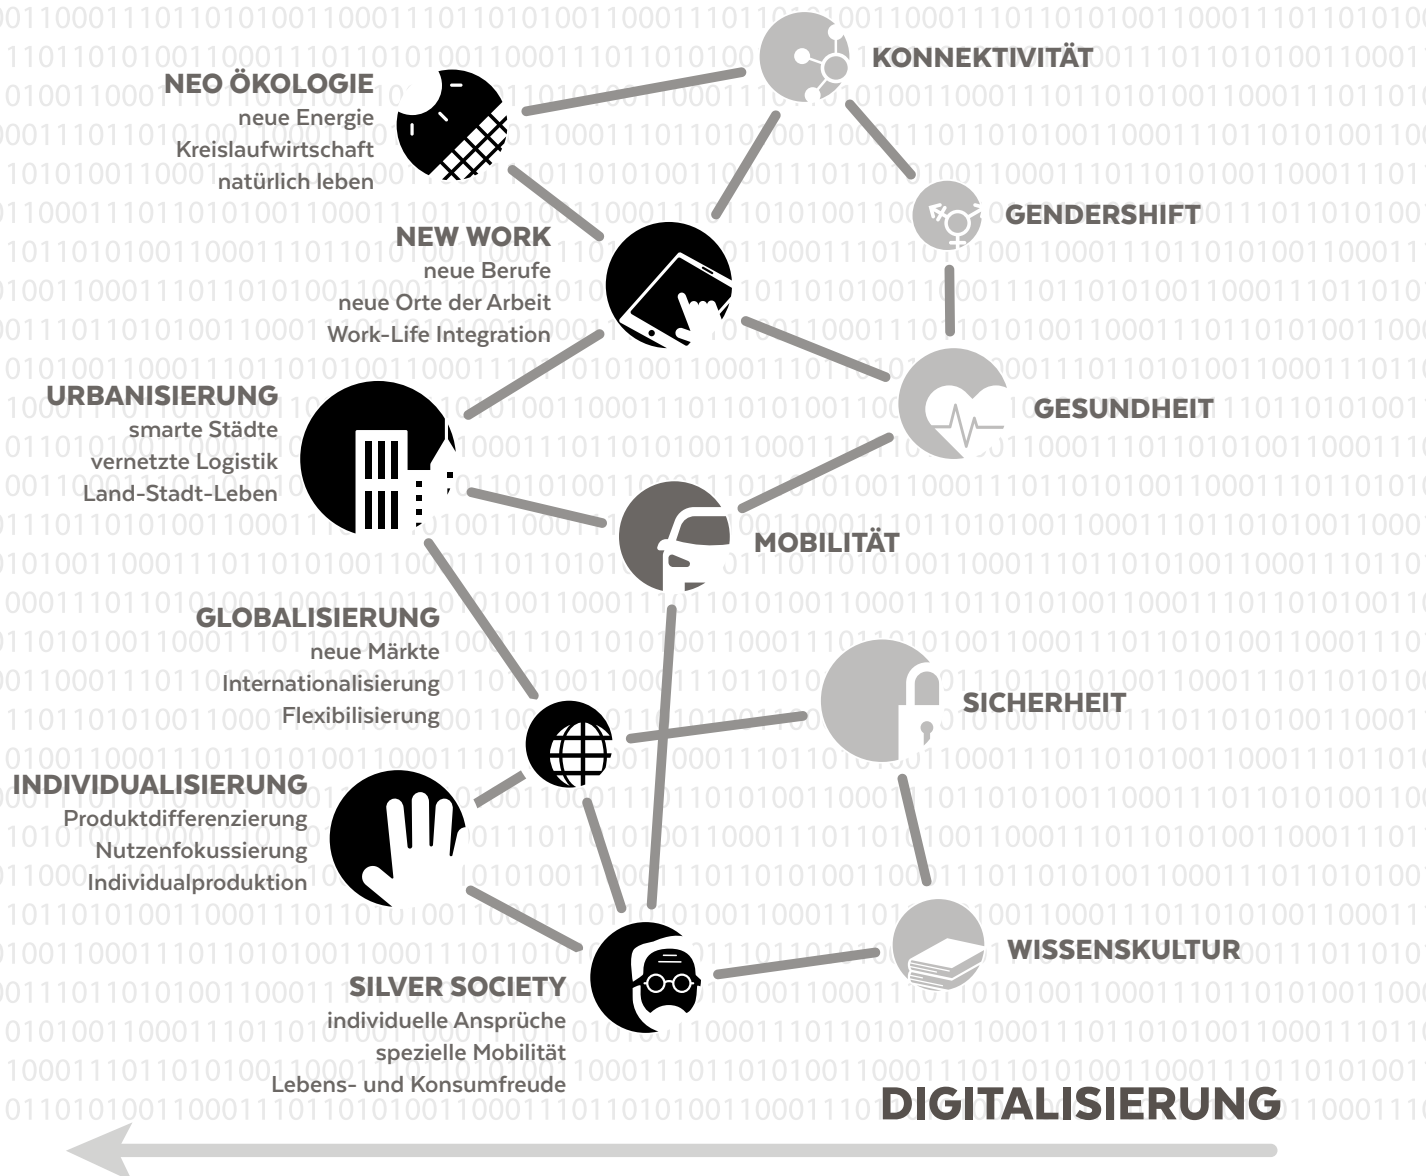 KONNEKTIVITÄT
NEO ÖKOLOGIE
neue Energie
Kreislaufwirtschaft
natürlich leben
GENDERSHIFT
NEW WORK
neue Berufe
neue Orte der Arbeit
Work-Life Integration
URBANISIERUNG
smarte Städte
vernetzte Logistik
Land-Stadt-Leben
GESUNDHEIT
MOBILITÄT
GLOBALISIERUNG
neue Märkte
Internationalisierung
Flexibilisierung
SICHERHEIT
INDIVIDUALISIERUNG
Produktdifferenzierung
Nutzenfokussierung
Individualproduktion
WISSENSKULTUR
SILVER SOCIETY
individuelle Ansprüche
spezielle Mobilität
Lebens- und Konsumfreude
DIGITALISIERUNG